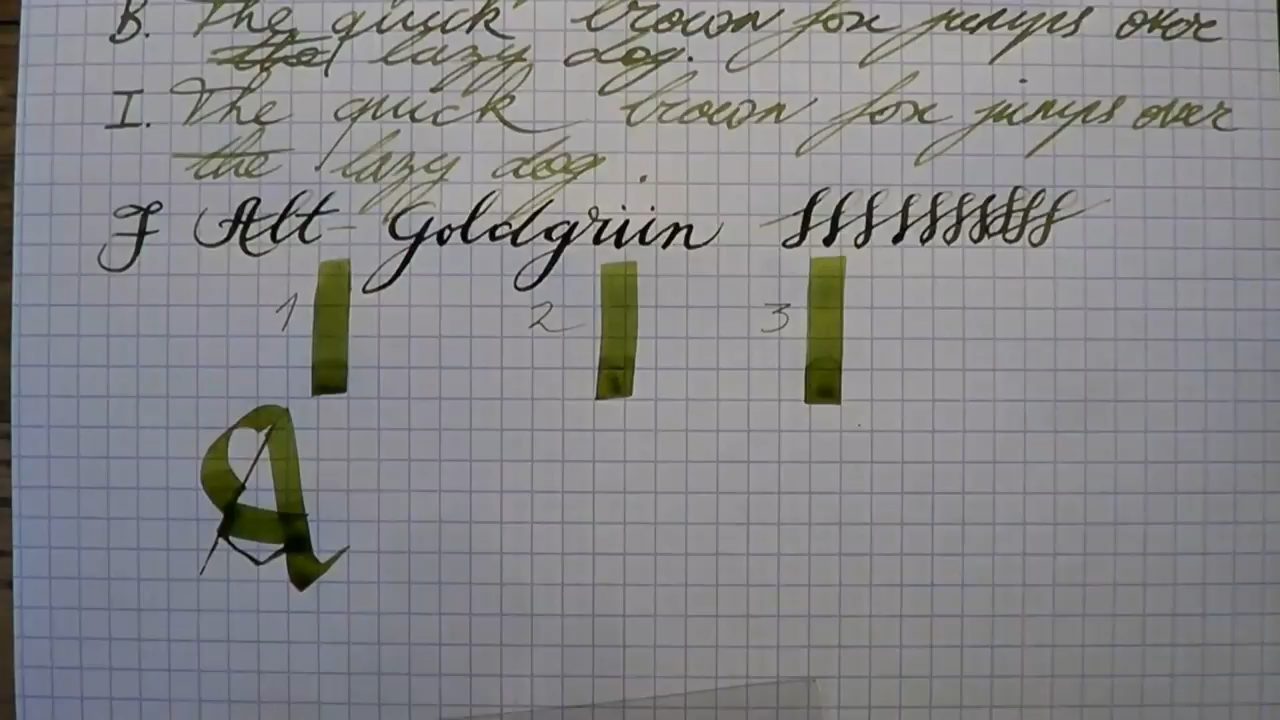 B. The quick brown fox jumps over
the lazy dog.
I. The quick brown fox jumps over
the lazy dog.
F Alt-Goldgrün fffffffffff
1 2 3
A